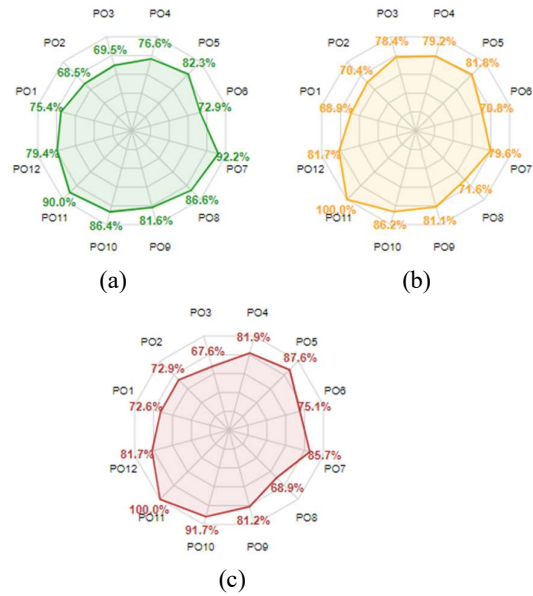 PO3 PO4
69.5% 76.6%
PO2 PO5
68.5% 82.3%
PO1 PO6
75.4% 72.9%
79.4% 92.2%
PO12 PO7
90.0% 86.6%
PO11 PO8
86.4% 81.6%
PO10 PO9
(a)
PO3 PO4
78.4% 79.2%
PO2 PO5
70.4% 81.8%
PO1 PO6
68.9% 70.8%
81.7% 79.6%
PO12 PO7
71.6%
100.0% PO8
PO11
86.2% 81.1%
PO10 PO9
(b)
PO3 PO4
67.6% 81.9%
PO2 PO5
72.9% 87.6%
PO1 PO6
72.6% 75.1%
81.7% 85.7%
PO12 PO7
68.9%
100.0% PO8
PO11
91.7% 81.2%
PO10 PO9
(c)